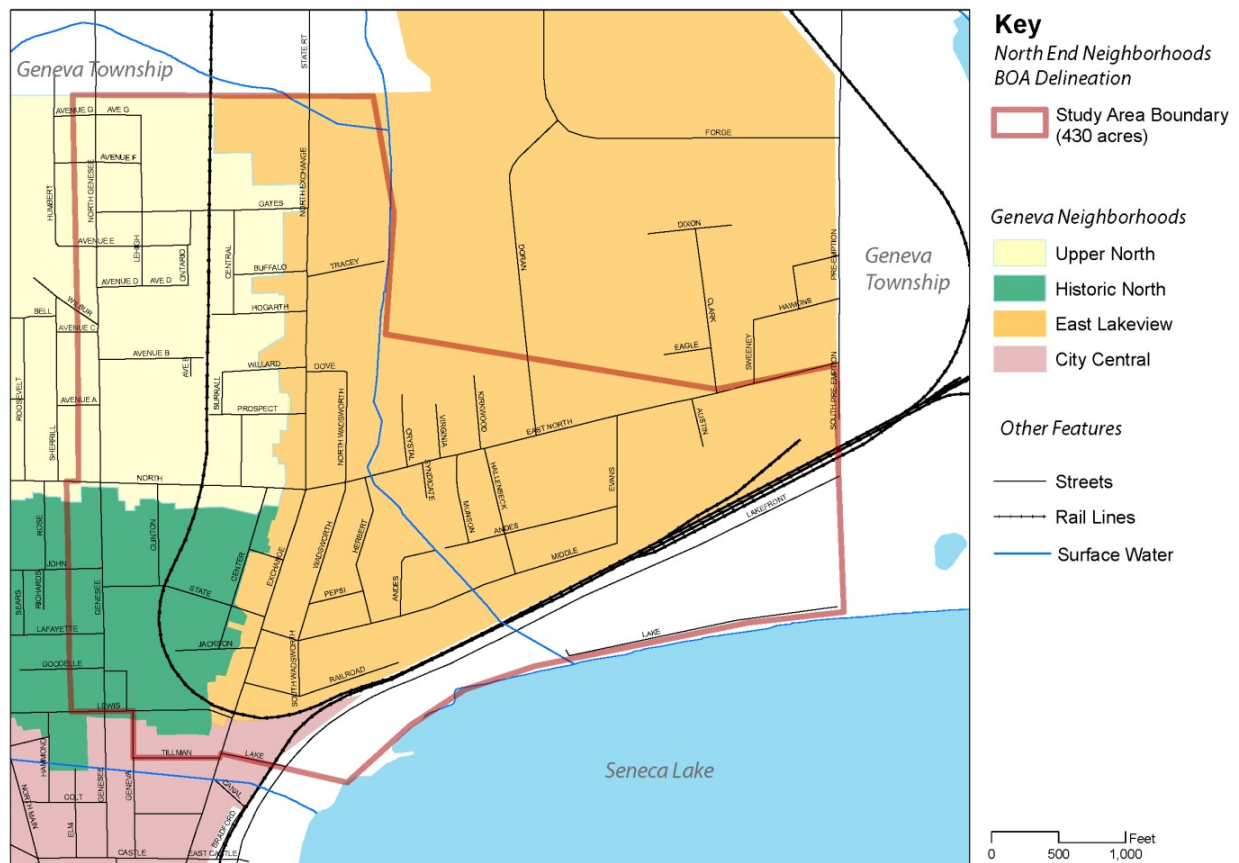 Geneva Township
STATE RT
AVENUE G
AVE G
AVENUE F
HUMBERT
NORTH GENESEE
LEHIGH
AVENUE E
ONTARIO
AVENUE D
AVE D
WILBUR
BELL
AVENUE C
AVENUE B
AVE B
ROOSEVELT
SHERRILL
AVENUE A
NORTH
GATES
NORTH EXCHANGE
CENTRAL
BUFFALO
TRACEY
HOGARTH
WILLARD
DOVE
BURRALL
PROSPECT
NORTH WADSWORTH
CRYSTAL
VIRGINIA
KIRKWOOD
SYNDICATE
EAST NORTH
MUNSON
HALLENBECK
ANDES
EVANS
AUSTIN
DORAN
FORGE
DIXON
CLARK
EAGLE
SWEENEY
HAWKINS
PRE-EMPTION
SOUTH PRE-EMPTION
Geneva
Township
LAKEFRONT
MIDDLE
ROSE
JOHN
SEARS
RICHARDS
LAFAYETTE
GOODELLE
GENESEE
CLINTON
STATE
CENTER
EXCHANGE
WADSWORTH
HERBERT
PEPSI
ANDES
JACKSON
SOUTH WADSWORTH
RAILROAD
LAKE
LEWIS
HAMMOND
TILLMAN
LAKE
CANAL
NORTH MAIN
COLT
ELM
GENESEE
GENEVA
BRADFORD
CASTLE
EAST CASTLE
Seneca Lake
Key
North End Neighborhoods
BOA Delineation
Study Area Boundary
(430 acres)
Geneva Neighborhoods
Upper North
Historic North
East Lakeview
City Central
Other Features
Streets
Rail Lines
Surface Water
Feet
0 500 1,000